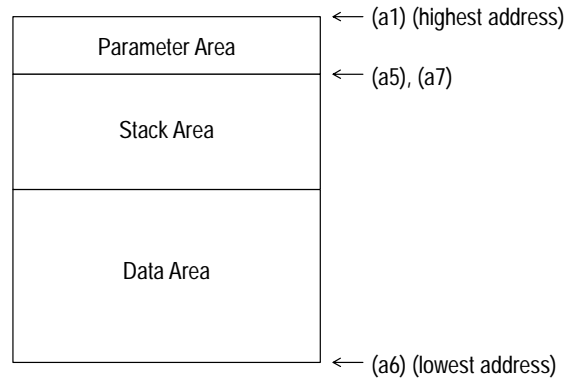 (a1) (highest address)
Parameter Area
(a5), (a7)
Stack Area
Data Area
(a6) (lowest address)